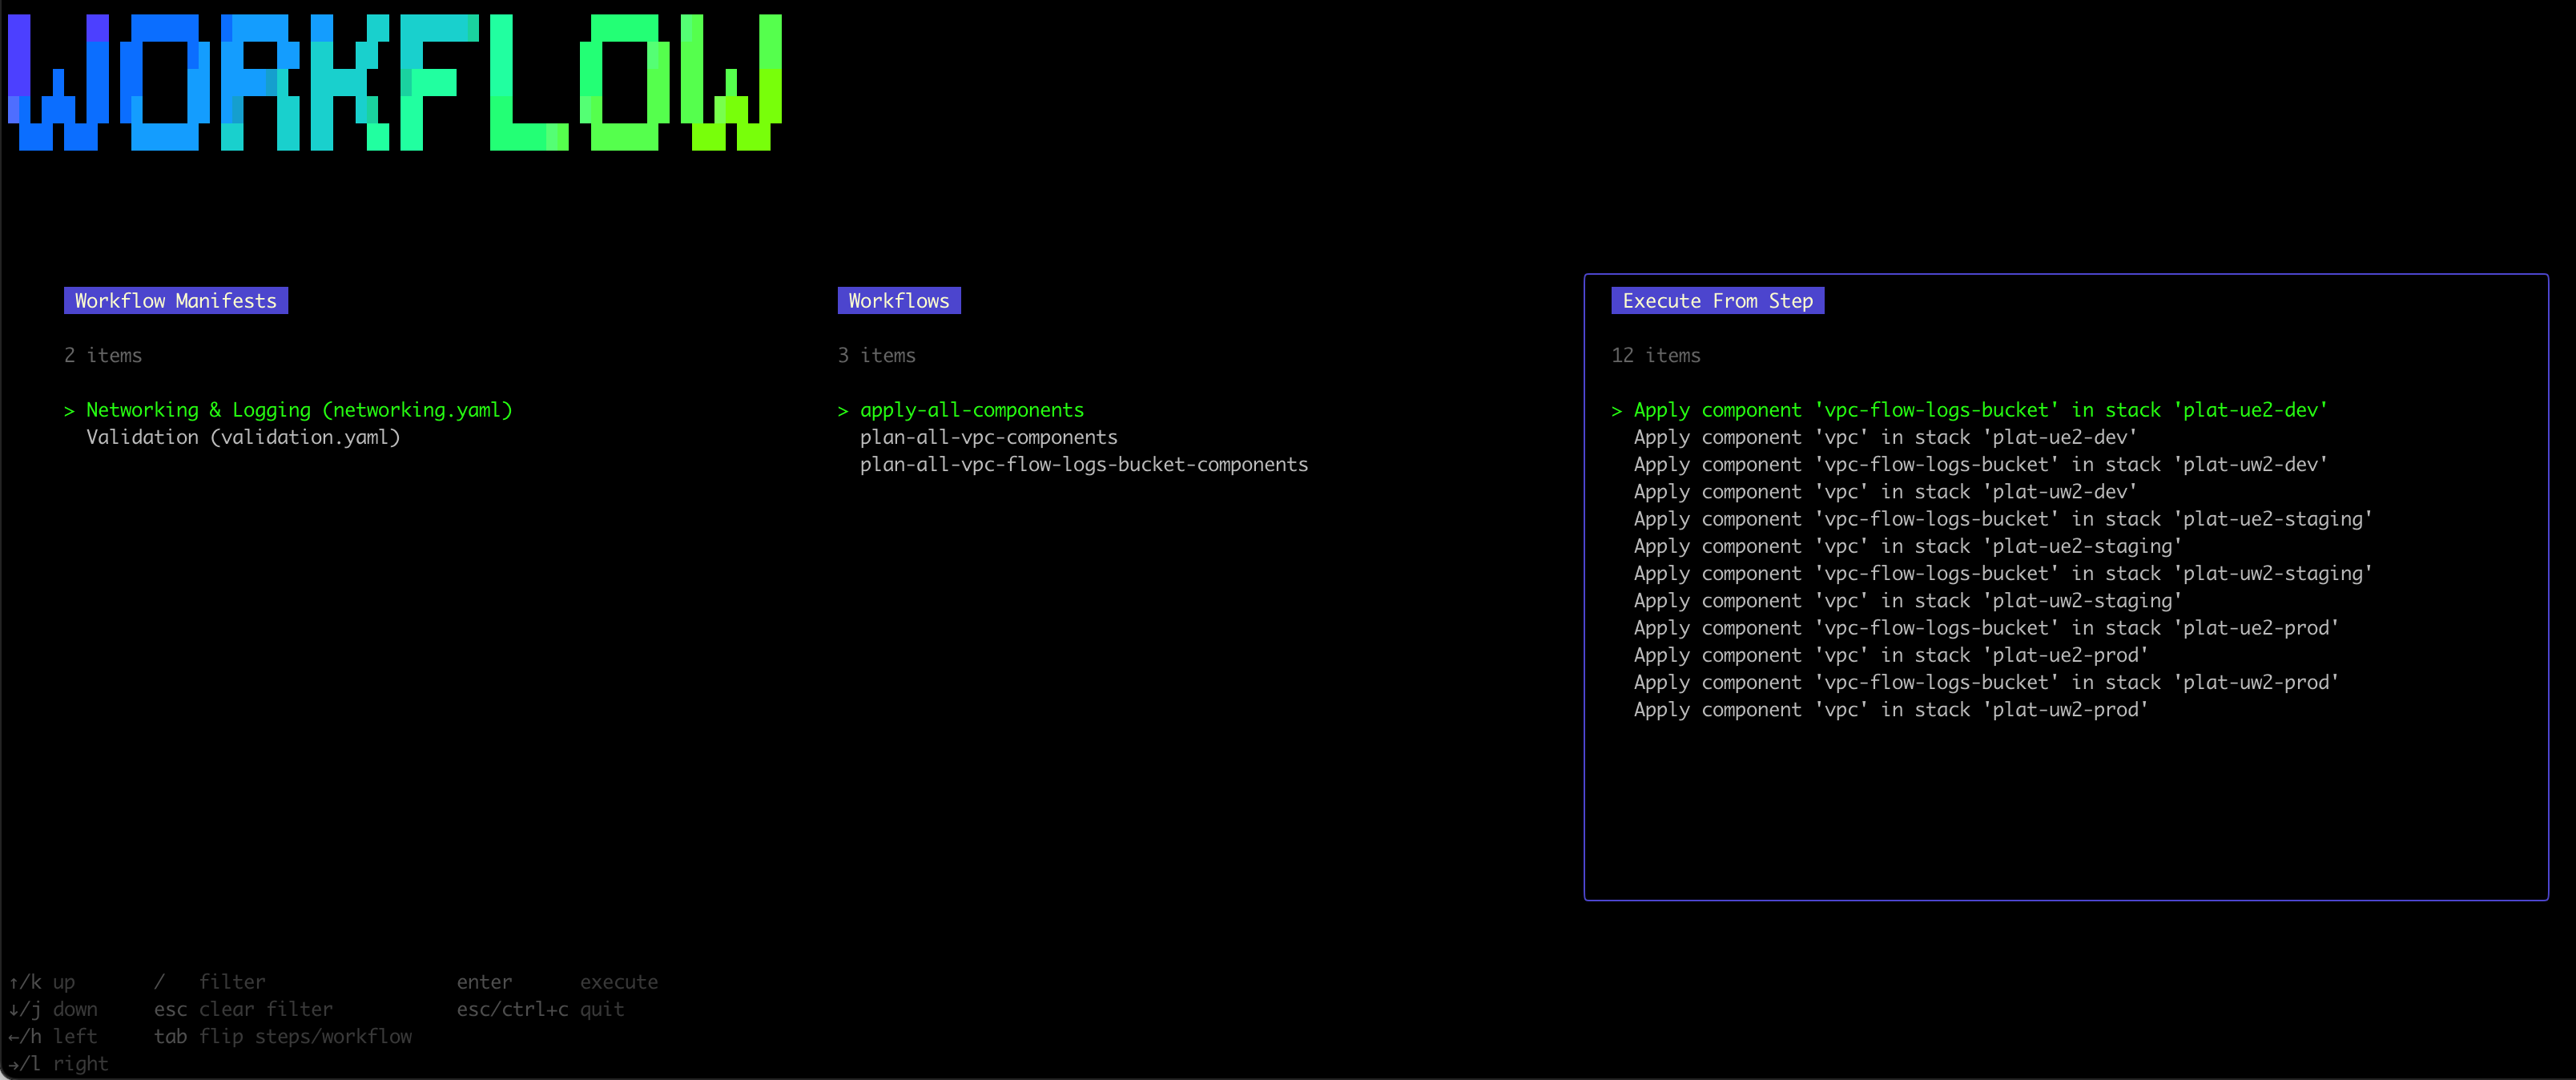 WORKFLOW
Workflow Manifests
2 items
> Networking & Logging (networking.yaml)
Validation (validation.yaml)
Workflows
3 items
> apply-all-components
plan-all-vpc-components
plan-all-vpc-flow-logs-bucket-components
Execute From Step
12 items
> Apply component 'vpc-flow-logs-bucket' in stack 'plat-ue2-dev'
Apply component 'vpc' in stack 'plat-ue2-dev'
Apply component 'vpc-flow-logs-bucket' in stack 'plat-uw2-dev'
Apply component 'vpc' in stack 'plat-uw2-dev'
Apply component 'vpc-flow-logs-bucket' in stack 'plat-ue2-staging'
Apply component 'vpc' in stack 'plat-ue2-staging'
Apply component 'vpc-flow-logs-bucket' in stack 'plat-uw2-staging'
Apply component 'vpc' in stack 'plat-uw2-staging'
Apply component 'vpc-flow-logs-bucket' in stack 'plat-ue2-prod'
Apply component 'vpc' in stack 'plat-ue2-prod'
Apply component 'vpc-flow-logs-bucket' in stack 'plat-uw2-prod'
Apply component 'vpc' in stack 'plat-uw2-prod'
↑/k up / filter enter execute
↓/j down esc clear filter esc/ctrl+c quit
←/h left tab flip steps/workflow
→/l right